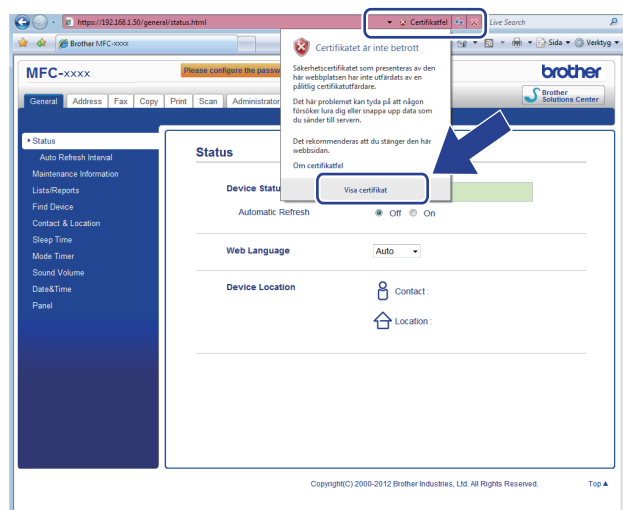 https://192.168.1.50/general/status.html
Certifikatfel
Live Search
Brother MFC-xxxx
Sida
Verktyg
Certifikatet är inte betrott
Säkerhetscertifikatet som presenteras av den
här webbplatsen har inte utfärdats av en
pålitlig certifikatutfärdare.
Det här problemet kan tyda på att någon
försöker lura dig eller snappa upp data som
du sänder till servern.
Det rekommenderas att du stänger den här
webbsidan.
Om certifikatfel
Visa certifikat
MFC-xxxx
Please configure the passw
brother
Brother
Solutions Center
General Address Fax Copy Print Scan Administrator
Status
Auto Refresh Interval
Maintenance Information
Lists/Reports
Find Device
Contact & Location
Sleep Time
Mode Timer
Sound Volume
Date&Time
Panel
Status
Device Statu
Automatic Refresh
Off On
Web Language
Auto
Device Location
Contact :
Location :
Copyright(C) 2000-2012 Brother Industries, Ltd. All Rights Reserved.
Top▲